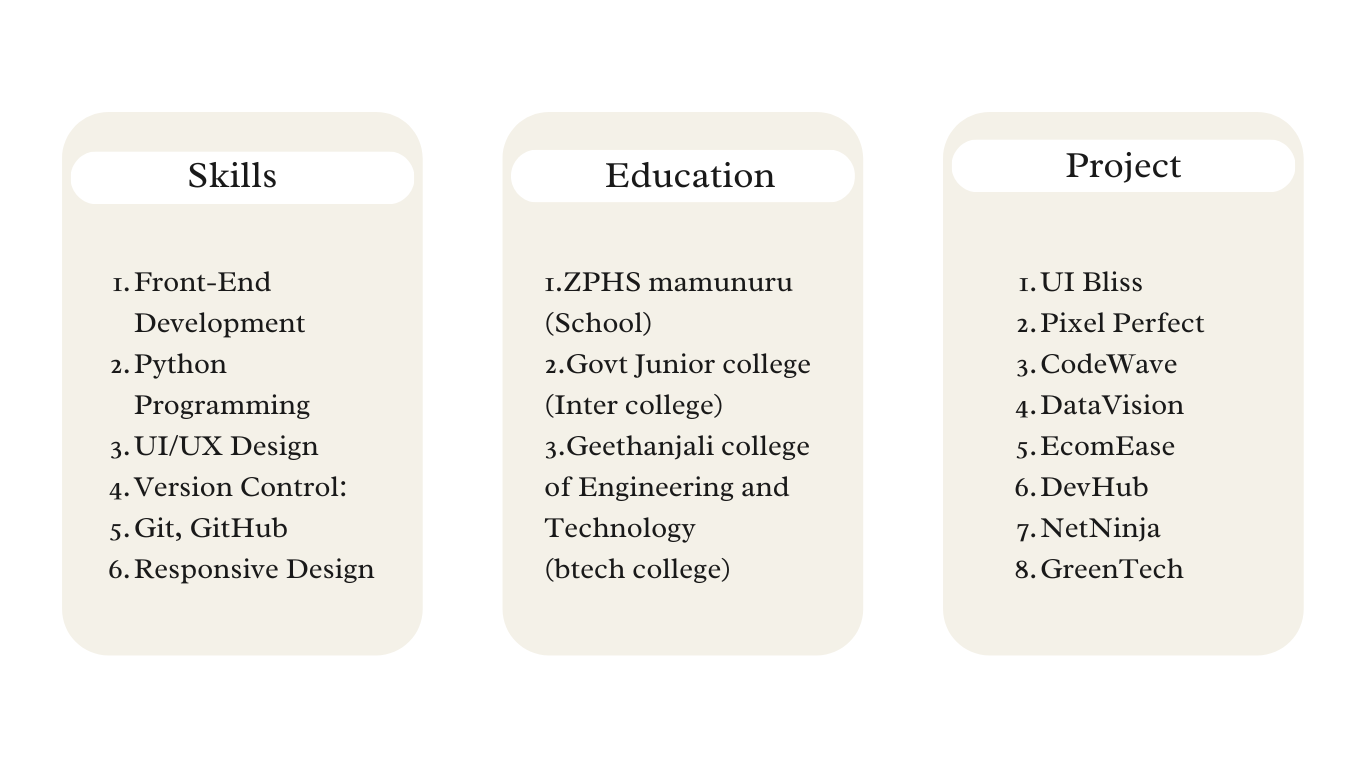 Skills
1. Front-End
Development
2. Python
Programming
3. UI/UX Design
4. Version Control:
5. Git, GitHub
6. Responsive Design
Education
1.ZPHS mamunuru
(School)
2.Govt Junior college
(Inter college)
3.Geethanjali college
of Engineering and
Technology
(btech college)
Project
1. UI Bliss
2. Pixel Perfect
3. CodeWave
4. DataVision
5. EcomEase
6. DevHub
7. NetNinja
8. GreenTech